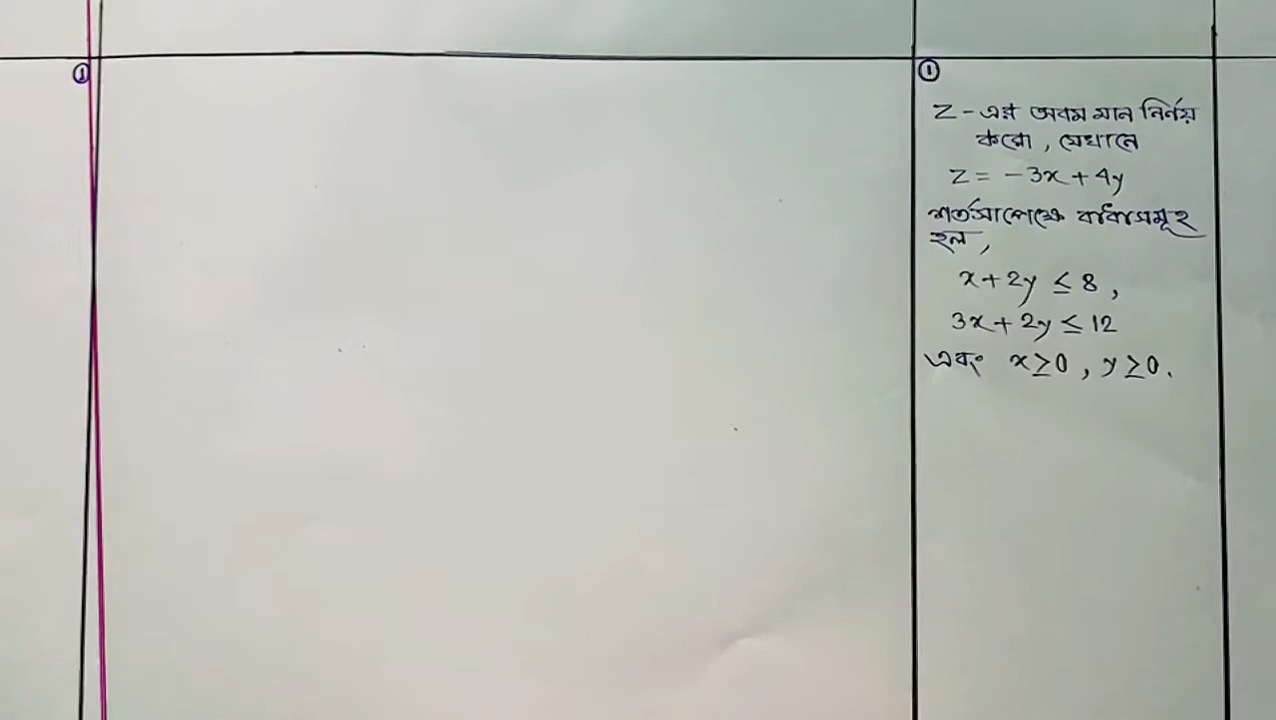 ①
①
Z-এর অবম মান নির্ণয়
করো, যেখানে
Z = -3x + 4y
শর্তসাপেক্ষে বাধাসমূহ
হল,
x + 2y ≤ 8,
3x + 2y ≤ 12
এবং x ≥ 0, y ≥ 0.